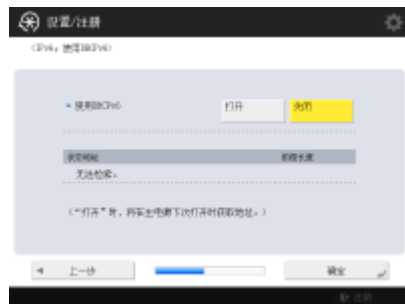 设置/注册
<IPv6: 使用DHCPv6>
▪ 使用DHCPv6
打开
关闭
状态地址
前缀长度
无法检索。
(“打开”时，将在主电源下次打开时获取地址。)
上一步
确定
注销